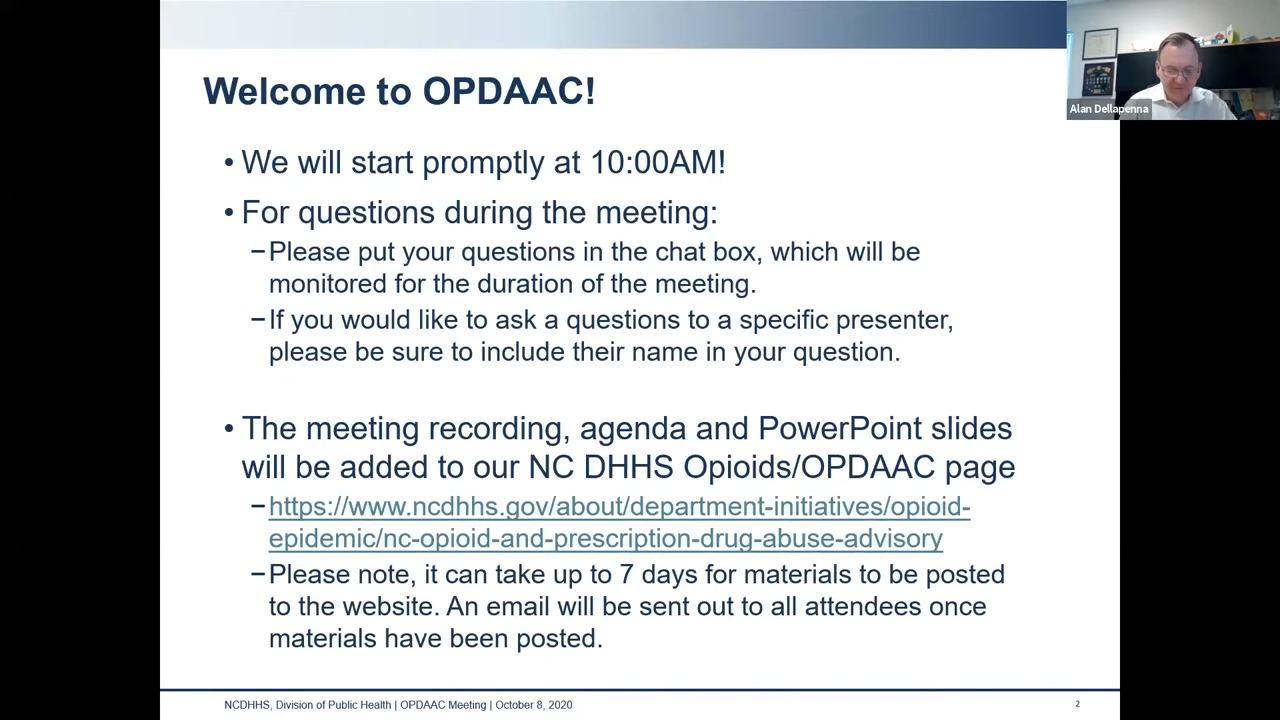 Welcome to OPDAAC!
• We will start promptly at 10:00AM!
• For questions during the meeting:
−Please put your questions in the chat box, which will be
monitored for the duration of the meeting.
−If you would like to ask a questions to a specific presenter,
please be sure to include their name in your question.
• The meeting recording, agenda and PowerPoint slides
will be added to our NC DHHS Opioids/OPDAAC page
−https://www.ncdhhs.gov/about/department-initiatives/opioid-
epidemic/nc-opioid-and-prescription-drug-abuse-advisory
−Please note, it can take up to 7 days for materials to be posted
to the website. An email will be sent out to all attendees once
materials have been posted.
NCDHHS, Division of Public Health | OPDAAC Meeting | October 8, 2020
2
Alan Dellapenna